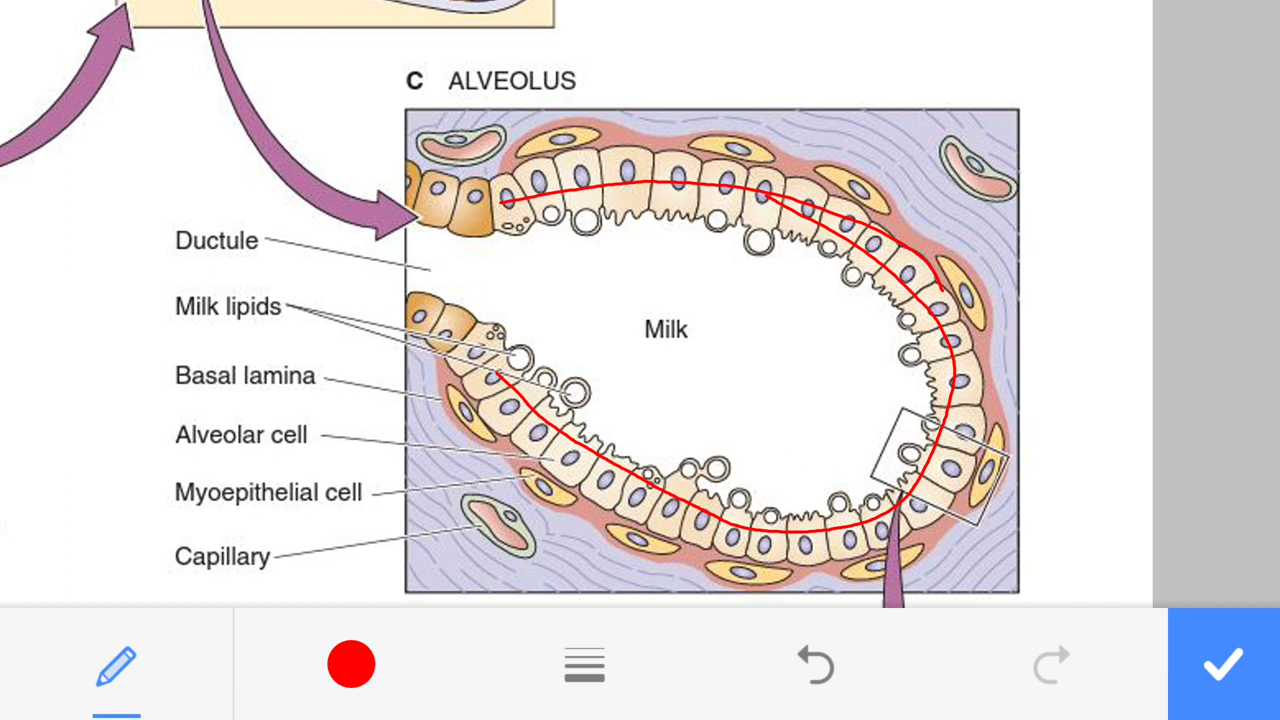 C ALVEOLUS
Ductule
Milk lipids
Milk
Basal lamina
Alveolar cell
Myoepithelial cell
Capillary